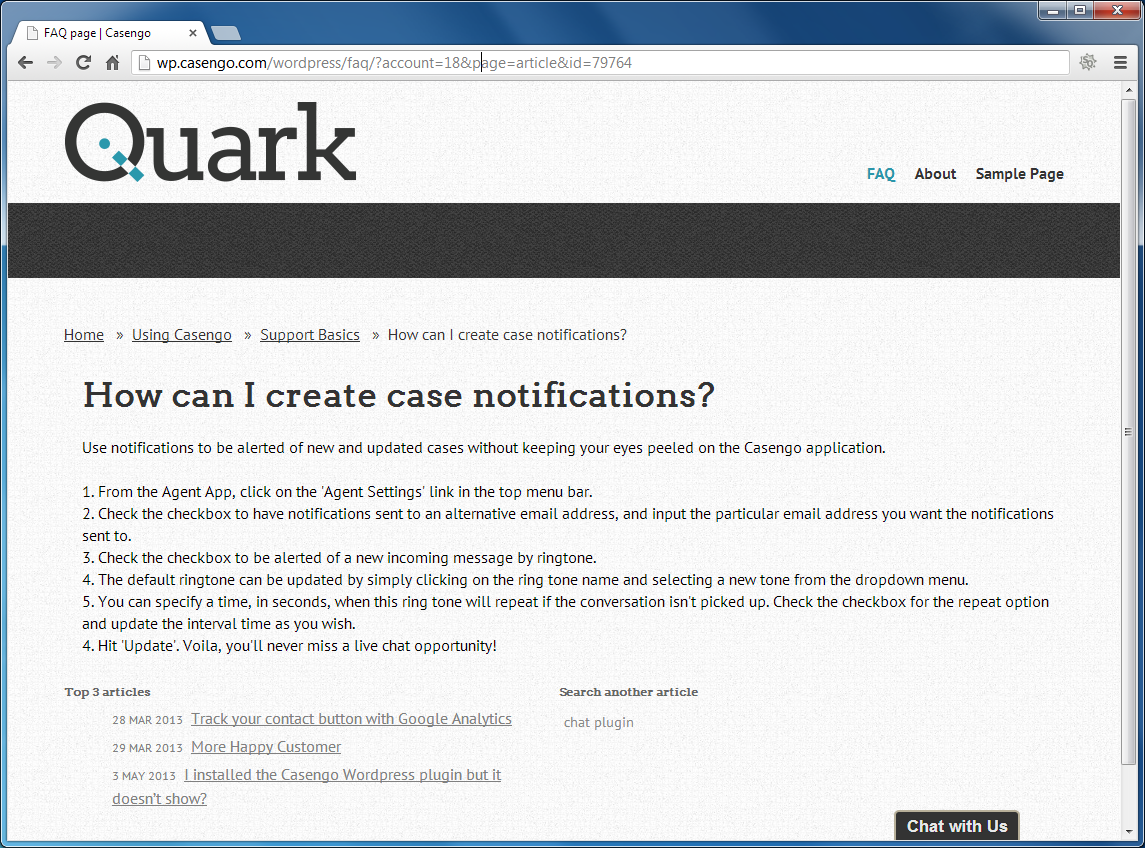 FAQ page | Casengo
wp.casengo.com/wordpress/faq/?account=18&page=article&id=79764
Quark
FAQ About Sample Page
Home » Using Casengo » Support Basics » How can I create case notifications?
How can I create case notifications?
Use notifications to be alerted of new and updated cases without keeping your eyes peeled on the Casengo application.
1. From the Agent App, click on the 'Agent Settings' link in the top menu bar.
2. Check the checkbox to have notifications sent to an alternative email address, and input the particular email address you want the notifications
sent to.
3. Check the checkbox to be alerted of a new incoming message by ringtone.
4. The default ringtone can be updated by simply clicking on the ring tone name and selecting a new tone from the dropdown menu.
5. You can specify a time, in seconds, when this ring tone will repeat if the conversation isn't picked up. Check the checkbox for the repeat option
and update the interval time as you wish.
4. Hit 'Update'. Voila, you'll never miss a live chat opportunity!
Top 3 articles
28 MAR 2013 Track your contact button with Google Analytics
29 MAR 2013 More Happy Customer
3 MAY 2013 I installed the Casengo Wordpress plugin but it
doesn't show?
Search another article
chat plugin
Chat with Us